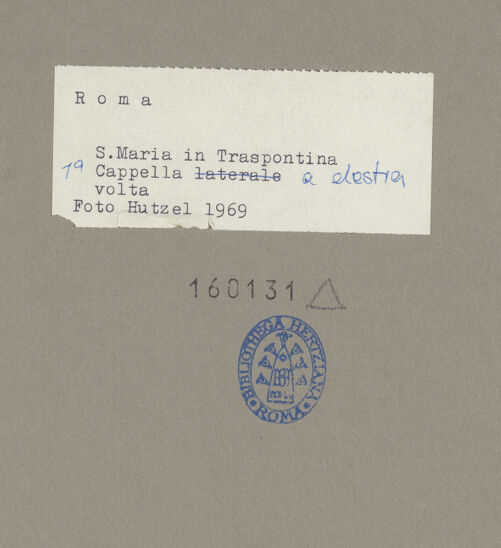 Roma
S.Maria in Traspontina
1a Cappella laterale a destra
volta
Foto Hutzel 1969
160131
BIBLIOTHECA HERTZIANA
ROMA